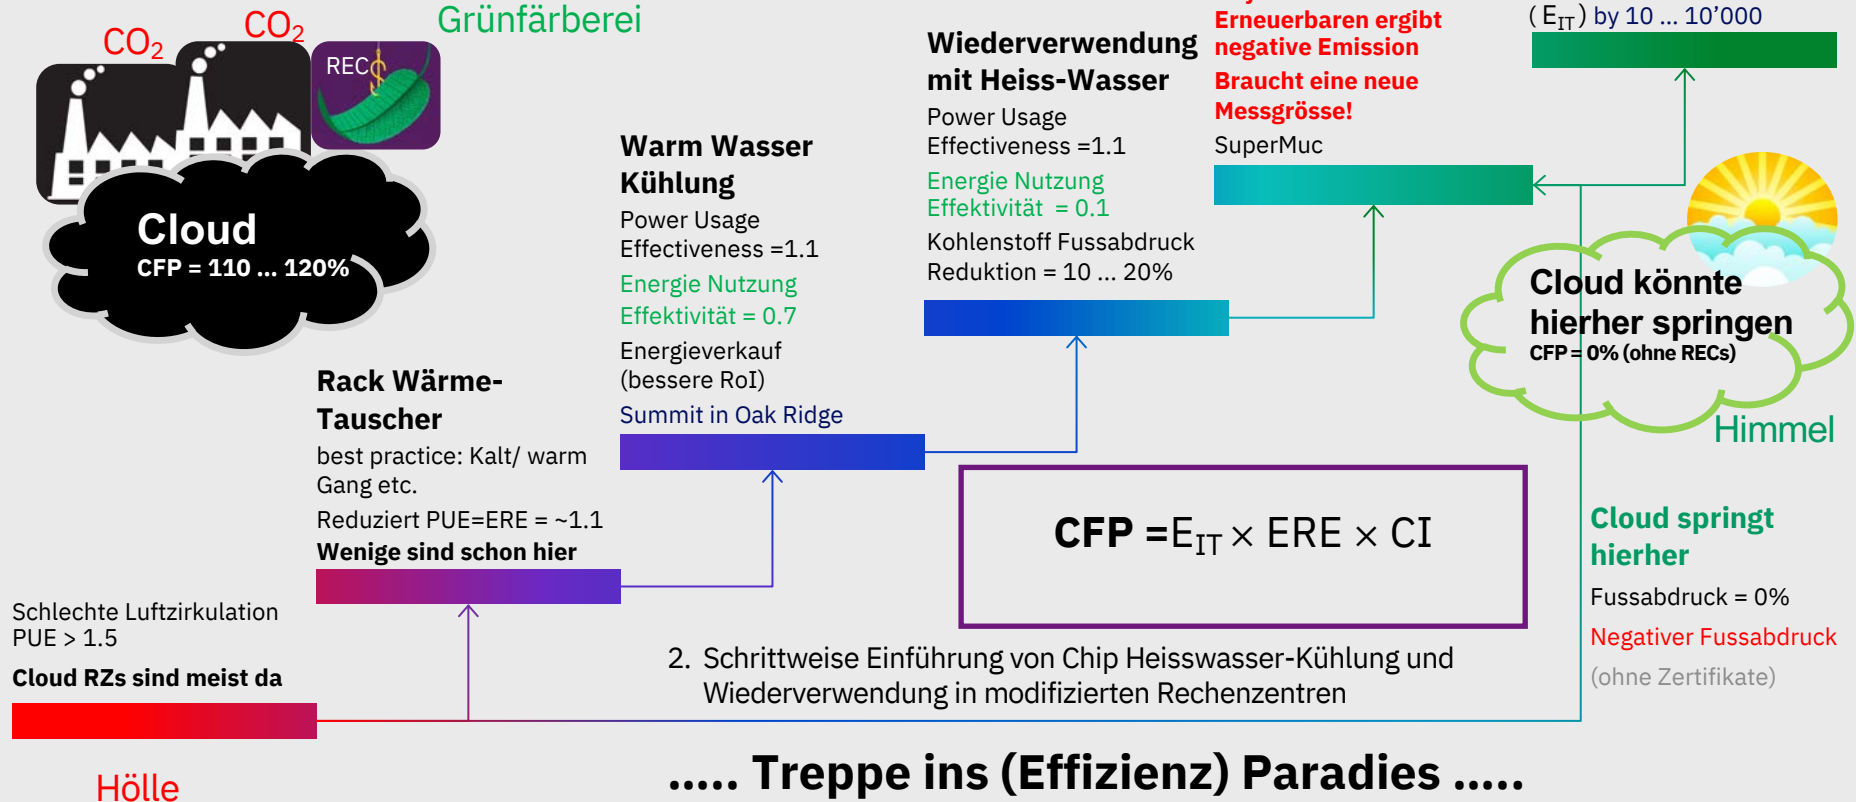 CO2
CO2
Grünfärberei
REC
Cloud
CFP = 110 ... 120%
Schlechte Luftzirkulation
PUE > 1.5
Cloud RZs sind meist da
Hölle
Rack Wärme-
Tauscher
best practice: Kalt/ warm
Gang etc.
Reduziert PUE=ERE = ~1.1
Wenige sind schon hier
Warm Wasser
Kühlung
Power Usage
Effectiveness =1.1
Energie Nutzung
Effektivität = 0.7
Energieverkauf
(bessere RoI)
Summit in Oak Ridge
Wiederverwendung
mit Heiss-Wasser
Power Usage
Effectiveness =1.1
Energie Nutzung
Effektivität = 0.1
Kohlenstoff Fussabdruck
Reduktion = 10 ... 20%
Erneuerbaren ergibt
negative Emission
Braucht eine neue
Messgrösse!
SuperMuc
(EIT) by 10 ... 10’000
Cloud könnte
hierher springen
CFP = 0% (ohne RECs)
Himmel
CFP =EIT × ERE × CI
Cloud springt
hierher
Fussabdruck = 0%
Negativer Fussabdruck
(ohne Zertifikate)
2. Schrittweise Einführung von Chip Heisswasser-Kühlung und
Wiederverwendung in modifizierten Rechenzentren
..... Treppe ins (Effizienz) Paradies .....